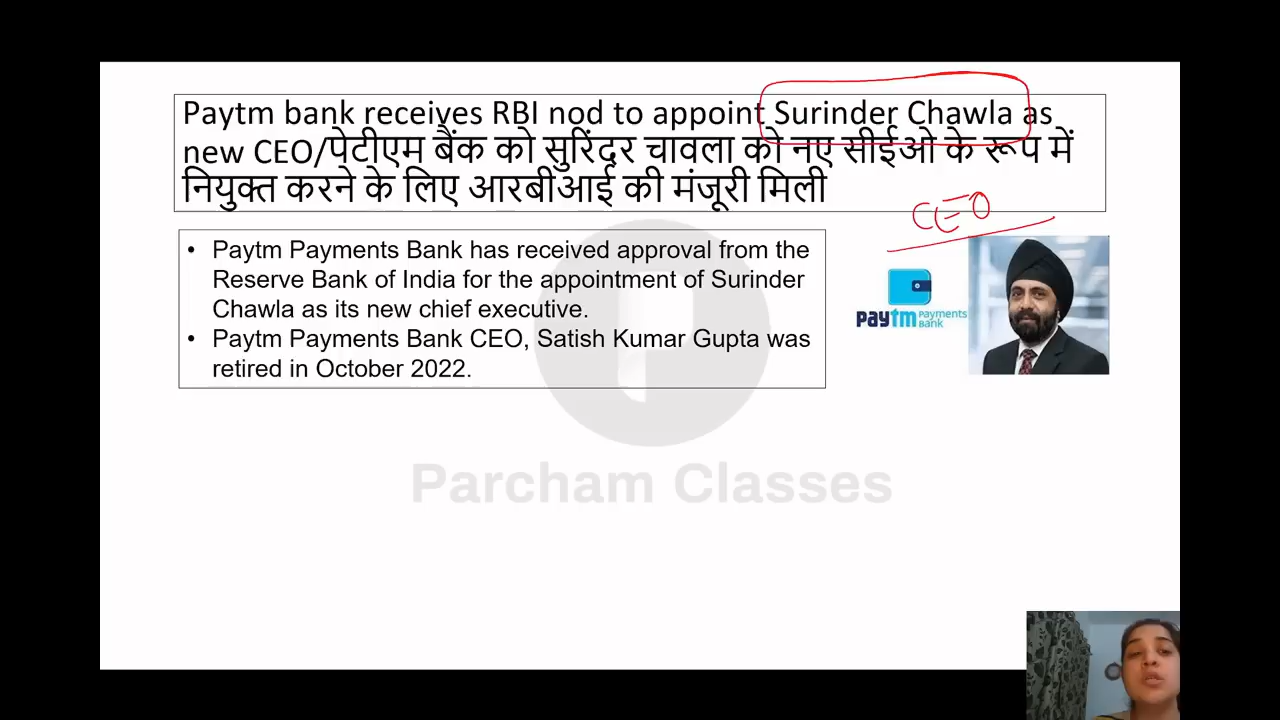 Paytm bank receives RBI nod to appoint Surinder Chawla as
new CEO/पेटीएम बैंक को सुरिंदर चावला को नए सीईओ के रूप में
नियुक्त करने के लिए आरबीआई की मंजूरी मिली
CEO
• Paytm Payments Bank has received approval from the
Reserve Bank of India for the appointment of Surinder
Chawla as its new chief executive.
• Paytm Payments Bank CEO, Satish Kumar Gupta was
retired in October 2022.
paytm Payments
Bank
Parcham Classes